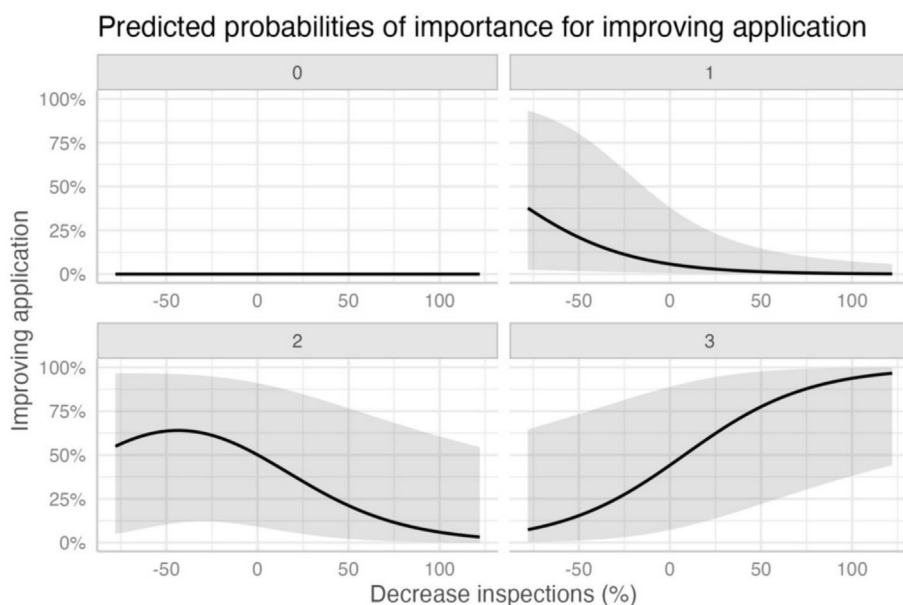 Predicted probabilities of importance for improving application
0
1
100%
75%
50%
25%
0%
-50 0 50 100
-50 0 50 100
2
3
100%
75%
50%
25%
0%
-50 0 50 100
-50 0 50 100
Improving application
Decrease inspections (%)